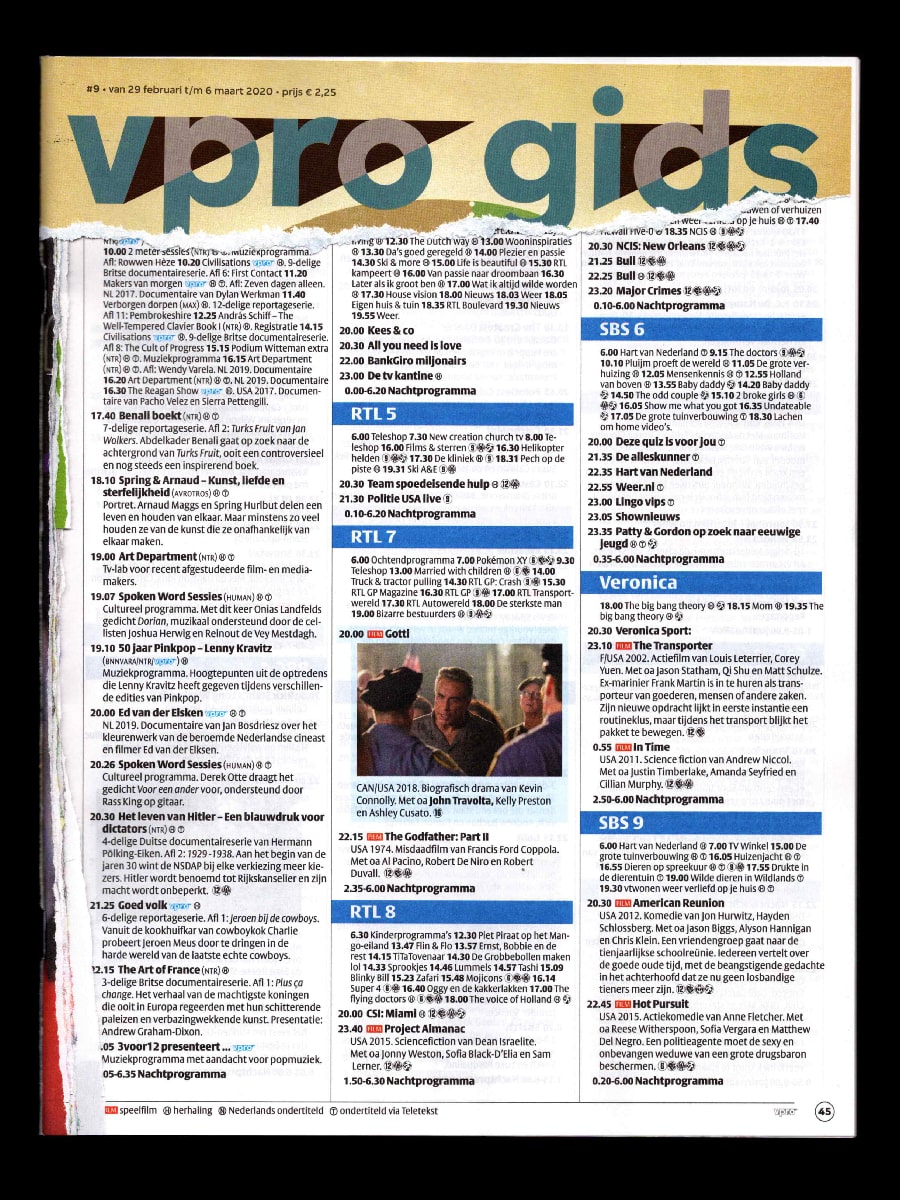 #9 • van 29 februari t/m 6 maart 2020 • prijs € 2,25
vpro gids
10.00 2 meter sessies (NTR) Muziekprogramma.
Afl: Rowwen Hèze 10.20 Civilisations vpro. 9-delige
Britse documentaireserie. Afl 6: First Contact 11.20
Makers van morgen vpro. Afl: Zeven dagen alleen.
NL 2017. Documentaire van Dylan Werkman 11.40
Verborgen dorpen (MAX). 12-delige reportageserie.
Afl 11: Pembrokeshire 12.25 András Schiff – The
Well-Tempered Clavier Book I (NTR). Registratie 14.15
Civilisations vpro. 9-delige Britse documentaireserie.
Afl 8: The Cult of Progress 15.15 Podium Witteman extra
(NTR). Muziekprogramma 16.15 Art Department
(NTR). Afl: Wendy Varela. NL 2019. Documentaire
16.20 Art Department (NTR). NL 2019. Documentaire
16.30 The Reagan Show vpro. USA 2017. Documen-
taire van Pacho Velez en Sierra Pettengill.
17.40 Benali boekt (NTR)
7-delige reportageserie. Afl 2: Turks Fruit van Jan
Wolkers. Abdelkader Benali gaat op zoek naar de
achtergrond van Turks Fruit, ooit een controversieel
en nog steeds een inspirerend boek.
18.10 Spring & Arnaud – Kunst, liefde en
sterfelijkheid (AVROTROS)
Portret. Arnaud Maggs en Spring Hurlbut delen een
leven en houden van elkaar. Maar minstens zo veel
houden ze van de kunst die ze onafhankelijk van
elkaar maken.
19.00 Art Department (NTR)
Tv-lab voor recent afgestudeerde film- en media-
makers.
19.07 Spoken Word Sessies (HUMAN)
Cultureel programma. Met dit keer Onias Landfelds
gedicht Dorian, muzikaal ondersteund door de cel-
listen Joshua Herwig en Reinout de Vey Mestdagh.
19.10 50 jaar Pinkpop – Lenny Kravitz
(BNNVARA/NTR/vpro)
Muziekprogramma. Hoogtepunten uit de optredens
die Lenny Kravitz heeft gegeven tijdens verschillen-
de edities van Pinkpop.
20.00 Ed van der Elsken vpro
NL 2019. Documentaire van Jan Bosdriesz over het
kleurenwerk van de beroemde Nederlandse cineast
en filmer Ed van der Elksen.
20.26 Spoken Word Sessies (HUMAN)
Cultureel programma. Derek Otte draagt het
gedicht Voor een ander voor, ondersteund door
Rass King op gitaar.
20.30 Het leven van Hitler – Een blauwdruk voor
dictators (NTR)
4-delige Duitse documentaireserie van Hermann
Pölking-Eiken. Afl 2: 1929-1938. Aan het begin van de
jaren 30 wint de NSDAP bij elke verkiezing meer kie-
zers. Hitler wordt benoemd tot Rijkskanselier en zijn
macht wordt onbeperkt.
21.25 Goed volk vpro
6-delige reportageserie. Afl 1: Jeroen bij de cowboys.
Vanuit de kookhuifkar van cowboykok Charlie
probeert Jeroen Meus door te dringen in de
harde wereld van de laatste echte cowboys.
22.15 The Art of France (NTR)
3-delige Britse documentaireserie. Afl 1: Plus ça
change. Het verhaal van de machtigste koningen
die ooit in Europa regeerden met hun schitterende
paleizen en verbazingwekkende kunst. Presentatie:
Andrew Graham-Dixon.
.05 3voor12 presenteert ... vpro
Muziekprogramma met aandacht voor popmuziek.
.05-6.35 Nachtprogramma
living 12.30 The Dutch way 13.00 Wooninspiraties
13.30 Da's goed geregeld 14.00 Plezier en passie
14.30 Ski & more 15.00 Life is beautiful 15.30 RTL
kampeert 16.00 Van passie naar droombaan 16.30
Later als ik groot ben 17.00 Wat ik altijd wilde worden
17.30 House vision 18.00 Nieuws 18.03 Weer 18.05
Eigen huis & tuin 18.35 RTL Boulevard 19.30 Nieuws
19.55 Weer.
20.00 Kees & co
20.30 All you need is love
22.00 BankGiro miljonairs
23.00 De tv kantine
0.00-6.20 Nachtprogramma
RTL 5
6.00 Teleshop 7.30 New creation church tv 8.00 Te-
leshop 16.00 Films & sterren 16.30 Helikopter
helden 17.30 De kliniek 18.31 Pech op de
piste 19.31 Ski A&E
20.30 Team spoedeisende hulp
21.30 Politie USA live
0.10-6.20 Nachtprogramma
RTL 7
6.00 Ochtendprogramma 7.00 Pokémon XY 9.30
Teleshop 13.00 Married with children 14.00
Truck & tractor pulling 14.30 RTL GP: Crash 15.30
RTL GP Magazine 16.30 RTL GP 17.00 RTL Transport-
wereld 17.30 RTL Autowereld 18.00 De sterkste man
19.00 Bizarre bestuurders
20.00 FILM Gotti
CAN/USA 2018. Biografisch drama van Kevin
Connolly. Met oa John Travolta, Kelly Preston
en Ashley Cusato. 16
22.15 FILM The Godfather: Part II
USA 1974. Misdaadfilm van Francis Ford Coppola.
Met oa Al Pacino, Robert De Niro en Robert
Duvall.
2.35-6.00 Nachtprogramma
RTL 8
6.30 Kinderprogramma's 12.30 Piet Piraat op het Man-
go-eiland 13.47 Flin & Flo 13.57 Ernst, Bobbie en de
rest 14.15 TiTaTovenaar 14.30 De Grobbebollen maken
lol 14.33 Sprookjes 14.46 Lummels 14.57 Tashi 15.09
Blinky Bill 15.23 Zafari 15.48 Mojicons 16.14
Super 4 16.40 Oggy en de kakkerlakken 17.00 The
flying doctors 18.00 The voice of Holland
20.00 CSI: Miami
23.40 FILM Project Almanac
USA 2015. Sciencefiction van Dean Israelite.
Met oa Jonny Weston, Sofia Black-D'Elia en Sam
Lerner.
1.50-6.30 Nachtprogramma
uwen of verhuizen
en weer op je huis 17.40
Hawaii Five-0 18.35 NCIS
20.30 NCIS: New Orleans
21.25 Bull
22.25 Bull
23.20 Major Crimes
0.10-6.00 Nachtprogramma
SBS 6
6.00 Hart van Nederland 9.15 The doctors
10.10 Pluijm proeft de wereld 11.05 De grote ver-
huizing 12.05 Mensenkennis 12.55 Holland
van boven 13.55 Baby daddy 14.20 Baby daddy
14.50 The odd couple 15.10 2 broke girls
16.05 Show me what you got 16.35 Undateable
17.05 De grote tuinverbouwing 18.30 Lachen
om home video's.
20.00 Deze quiz is voor jou
21.35 De alleskunner
22.35 Hart van Nederland
22.55 Weer.nl
23.00 Lingo vips
23.05 Shownieuws
23.35 Patty & Gordon op zoek naar eeuwige
jeugd
0.35-6.00 Nachtprogramma
Veronica
18.00 The big bang theory 18.15 Mom 19.35 The
big bang theory
20.30 Veronica Sport:
23.10 FILM The Transporter
F/USA 2002. Actiefilm van Louis Leterrier, Corey
Yuen. Met oa Jason Statham, Qi Shu en Matt Schulze.
Ex-marinier Frank Martin is in te huren als trans-
porteur van goederen, mensen of andere zaken.
Zijn nieuwe opdracht lijkt in eerste instantie een
routineklus, maar tijdens het transport blijkt het
pakket te bewegen.
0.55 FILM In Time
USA 2011. Science fiction van Andrew Niccol.
Met oa Justin Timberlake, Amanda Seyfried en
Cillian Murphy.
2.50-6.00 Nachtprogramma
SBS 9
6.00 Hart van Nederland 7.00 TV Winkel 15.00 De
grote tuinverbouwing 16.05 Huizenjacht
16.55 Dieren op spreekuur 17.55 Drukte in
de dierentuin 19.00 Wilde dieren in Wildlands
19.30 vtwonen weer verliefd op je huis
20.30 FILM American Reunion
USA 2012. Komedie van Jon Hurwitz, Hayden
Schlossberg. Met oa Jason Biggs, Alyson Hannigan
en Chris Klein. Een vriendengroep gaat naar de
tienjaarlijkse schoolreünie. Iedereen vertelt over
de goede oude tijd, met de beangstigende gedachte
in het achterhoofd dat ze nu geen losbandige
tieners meer zijn.
22.45 FILM Hot Pursuit
USA 2015. Actiekomedie van Anne Fletcher. Met
oa Reese Witherspoon, Sofia Vergara en Matthew
Del Negro. Een politieagente moet de sexy en
onbevangen weduwe van een grote drugsbaron
beschermen.
0.20-6.00 Nachtprogramma
FILM speelfilm H herhaling N Nederlands ondertiteld T ondertiteld via Teletekst
vpro 45